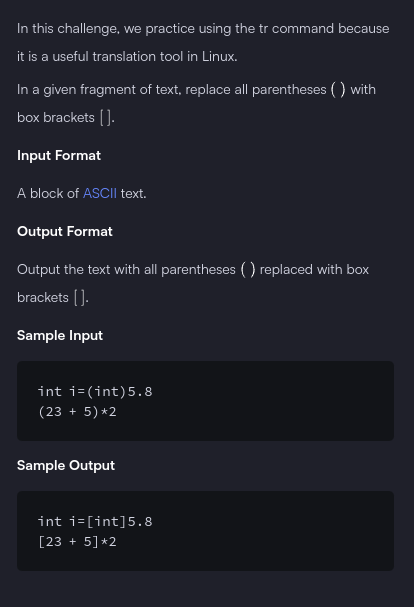 In this challenge, we practice using the tr command because
it is a useful translation tool in Linux.
In a given fragment of text, replace all parentheses ( ) with
box brackets [ ].
Input Format
A block of ASCII text.
Output Format
Output the text with all parentheses ( ) replaced with box
brackets [ ].
Sample Input
int i=(int)5.8
(23 + 5)*2
Sample Output
int i=[int]5.8
[23 + 5]*2